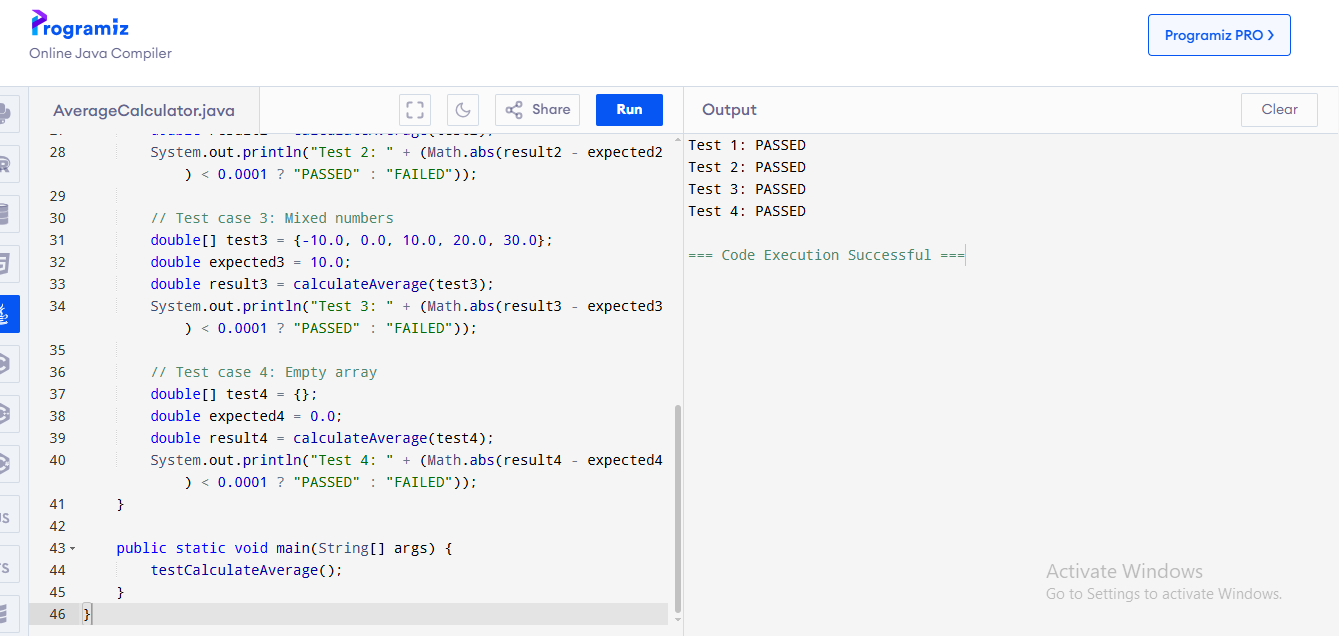 Programiz
Online Java Compiler
Programiz PRO
AverageCalculator.java
Share
Run
Output
Clear
28 System.out.println("Test 2: " + (Math.abs(result2 - expected2
) < 0.0001 ? "PASSED" : "FAILED"));
29
30 // Test case 3: Mixed numbers
31 double[] test3 = {-10.0, 0.0, 10.0, 20.0, 30.0};
32 double expected3 = 10.0;
33 double result3 = calculateAverage(test3);
34 System.out.println("Test 3: " + (Math.abs(result3 - expected3
) < 0.0001 ? "PASSED" : "FAILED"));
35
36 // Test case 4: Empty array
37 double[] test4 = {};
38 double expected4 = 0.0;
39 double result4 = calculateAverage(test4);
40 System.out.println("Test 4: " + (Math.abs(result4 - expected4
) < 0.0001 ? "PASSED" : "FAILED"));
41 }
42
43 public static void main(String[] args) {
44 testCalculateAverage();
45 }
46 }
Test 1: PASSED
Test 2: PASSED
Test 3: PASSED
Test 4: PASSED
=== Code Execution Successful ===
Activate Windows
Go to Settings to activate Windows.